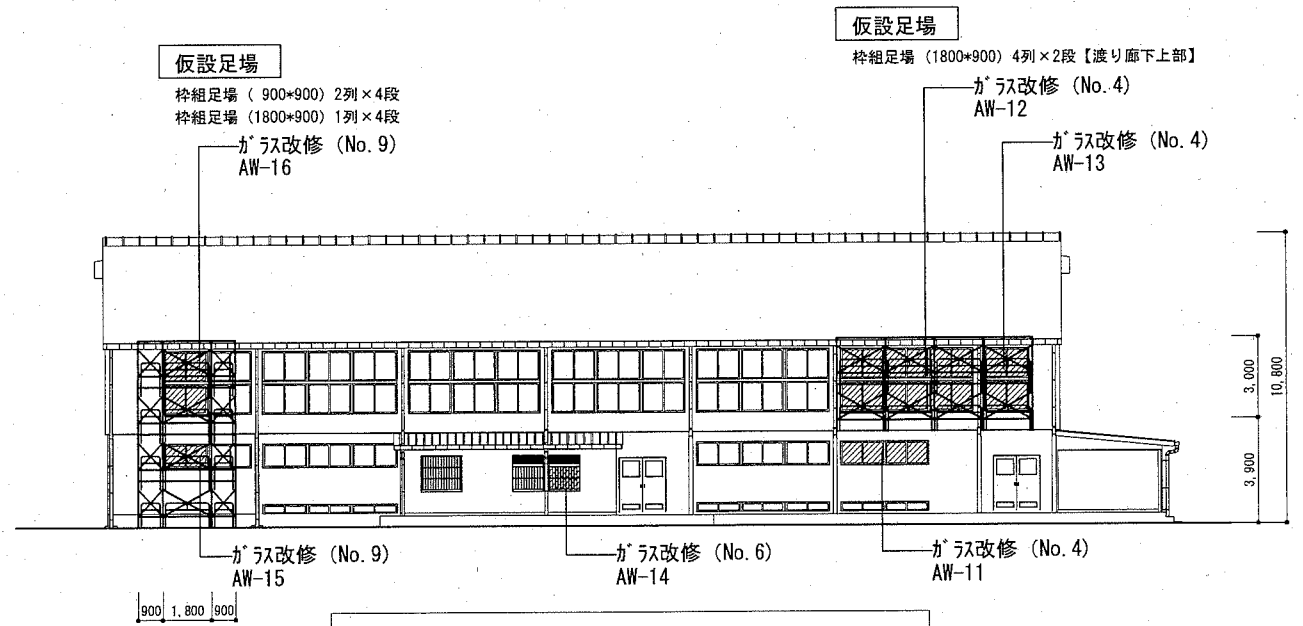 仮設足場
枠組足場 ( 900*900) 2列×4段
枠組足場 (1800*900) 1列×4段
ガラス改修 (No. 9)
AW-16
仮設足場
枠組足場 (1800*900) 4列×2段【渡り廊下上部】
ガラス改修 (No. 4)
AW-12
ガラス改修 (No. 4)
AW-13
3,000
10,800
3,900
ガラス改修 (No. 9)
AW-15
ガラス改修 (No. 6)
AW-14
ガラス改修 (No. 4)
AW-11
900 1,800 900